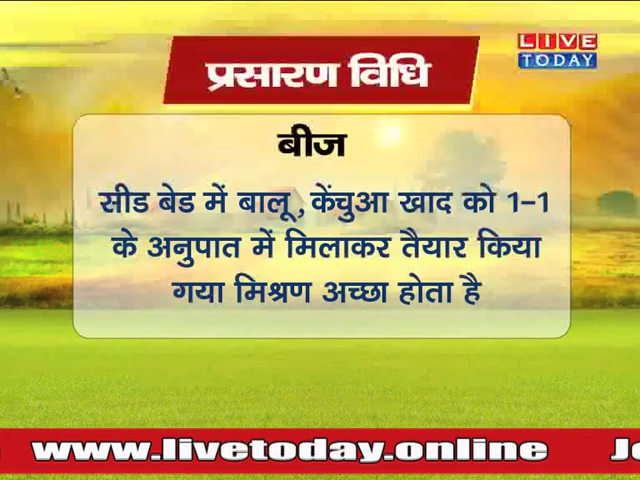 LIVE
TODAY
प्रसारण विधि
बीज
सीड बेड में बालू , केंचुआ खाद को 1-1
के अनुपात में मिलाकर तैयार किया
गया मिश्रण अच्छा होता है
www.livetoday.online